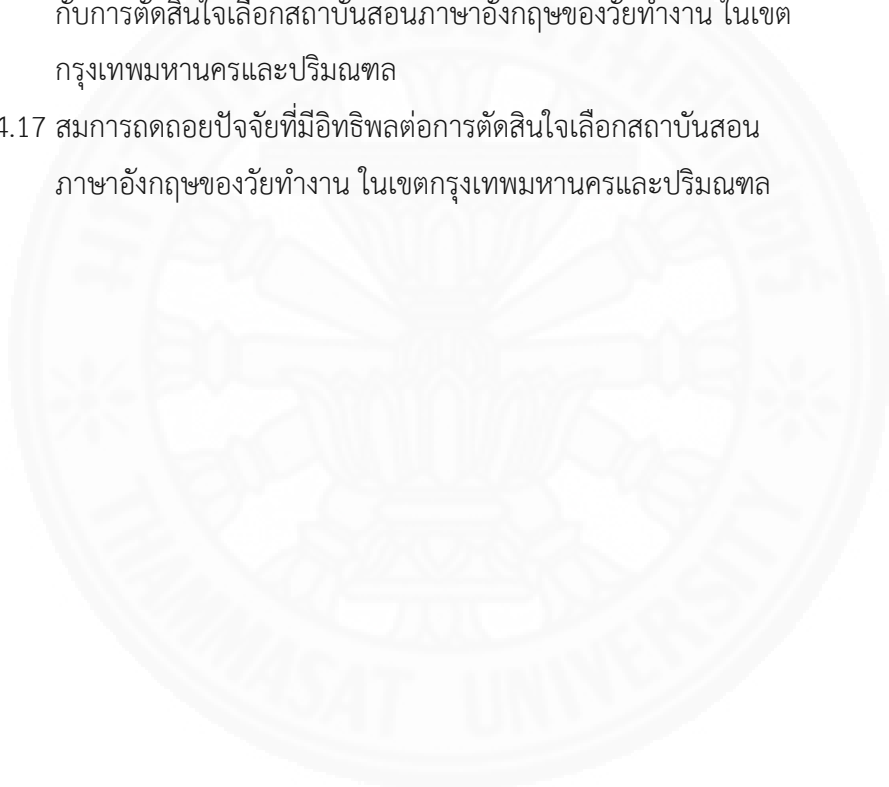 กับการตัดสินใจเลือกสถาบันสอนภาษาอังกฤษของวัยทำงาน ในเขต
กรุงเทพมหานครและปริมณฑล
4.17 สมการถดถอยปัจจัยที่มีอิทธิพลต่อการตัดสินใจเลือกสถาบันสอน
ภาษาอังกฤษของวัยทำงาน ในเขตกรุงเทพมหานครและปริมณฑล
THAMMASAT UNIVERSITY